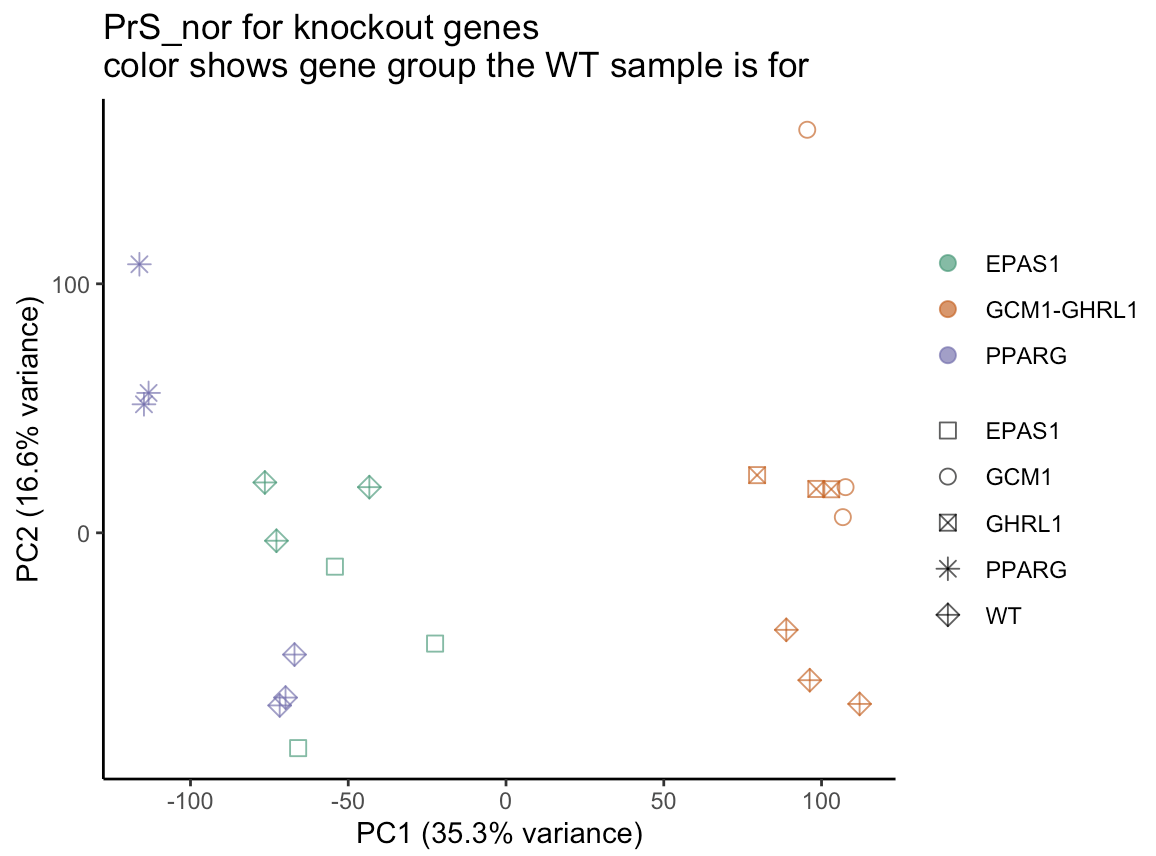 PrS_nor for knockout genes
color shows gene group the WT sample is for
PC2 (16.6% variance)
100
0
-100
-50
0
50
100
PC1 (35.3% variance)
EPAS1
GCM1-GHRL1
PPARG
EPAS1
GCM1
GHRL1
PPARG
WT